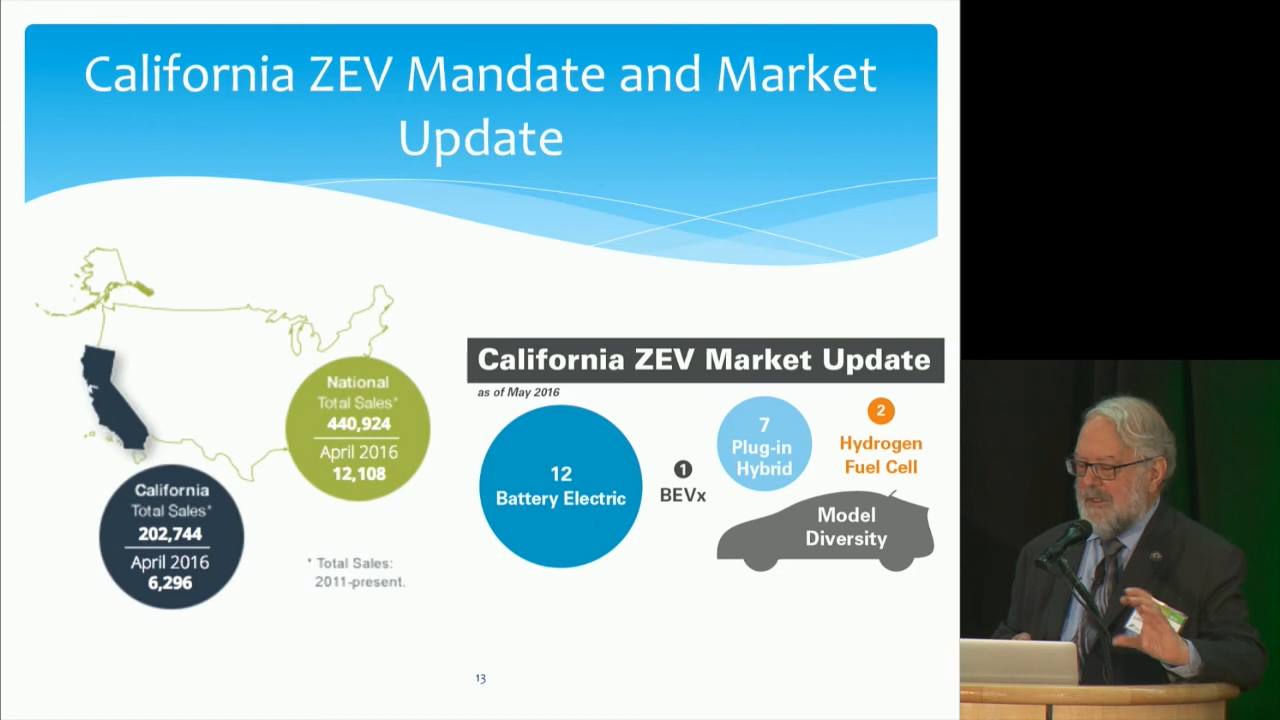 California ZEV Mandate and Market
Update
National
Total Sales*
440,924
April 2016
12,108
California
Total Sales*
202,744
April 2016
6,296
* Total Sales:
2011-present.
California ZEV Market Update
as of May 2016
12
Battery Electric
1
BEVx
7
Plug-in
Hybrid
2
Hydrogen
Fuel Cell
Model
Diversity
13